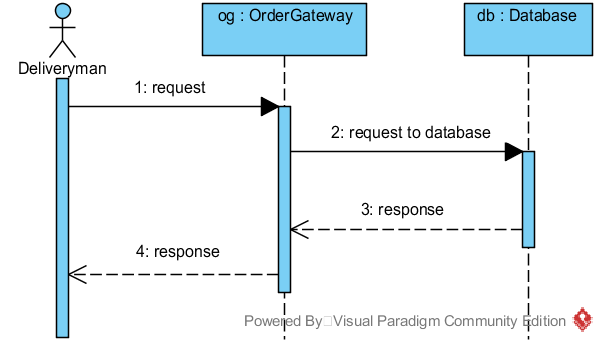 og : OrderGateway
db : Database
Deliveryman
1: request
2: request to database
3: response
4: response
Powered By Visual Paradigm Community Edition